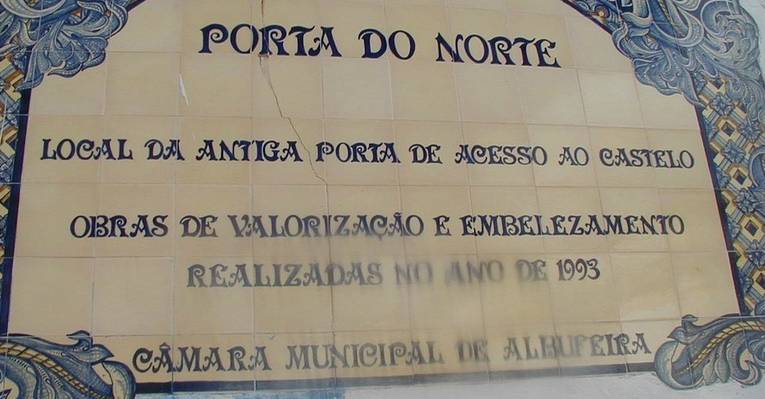 PORTA DO NORTE
LOCAL DA ANTIGA PORTA DE ACESSO AO CASTELO
OBRAS DE VALORIZAÇÃO E EMBELEZAMENTO
REALIZADAS NO ANO DE 1993
CÂMARA MUNICIPAL DE ALBUFEIRA